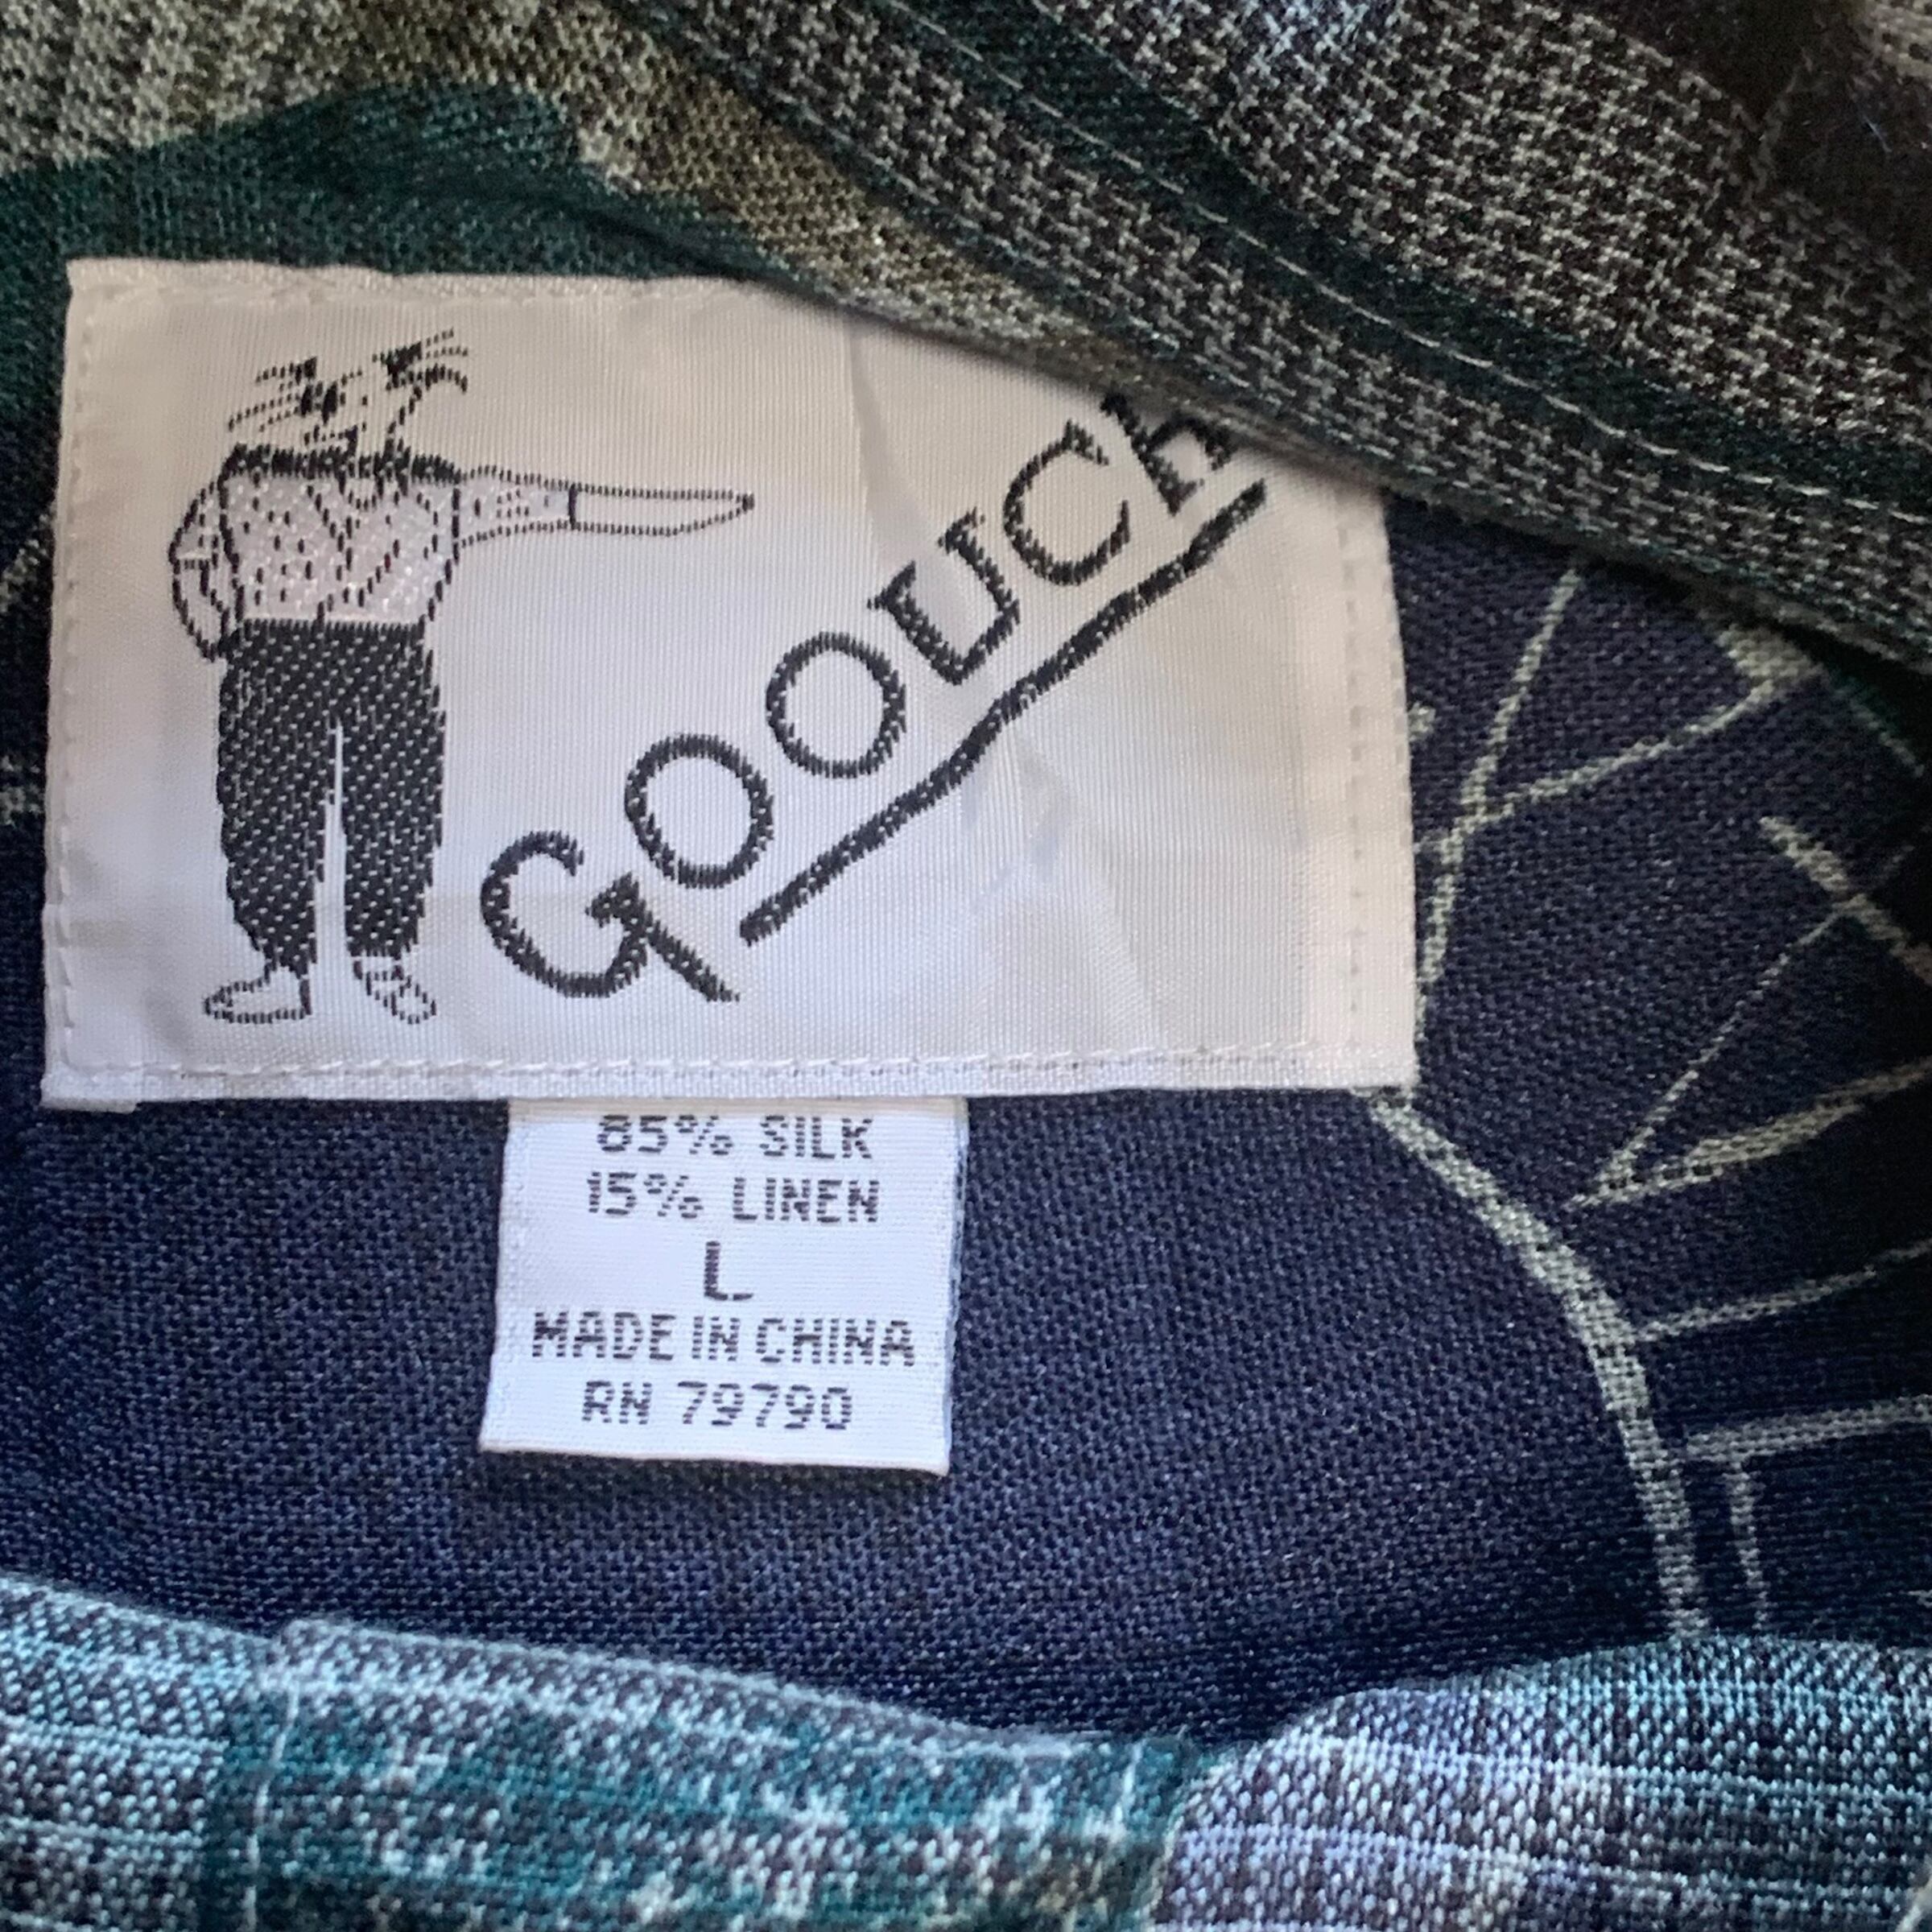 GOOUCH
85% SILK
15% LINEN
L
MADE IN CHINA
RN 79790